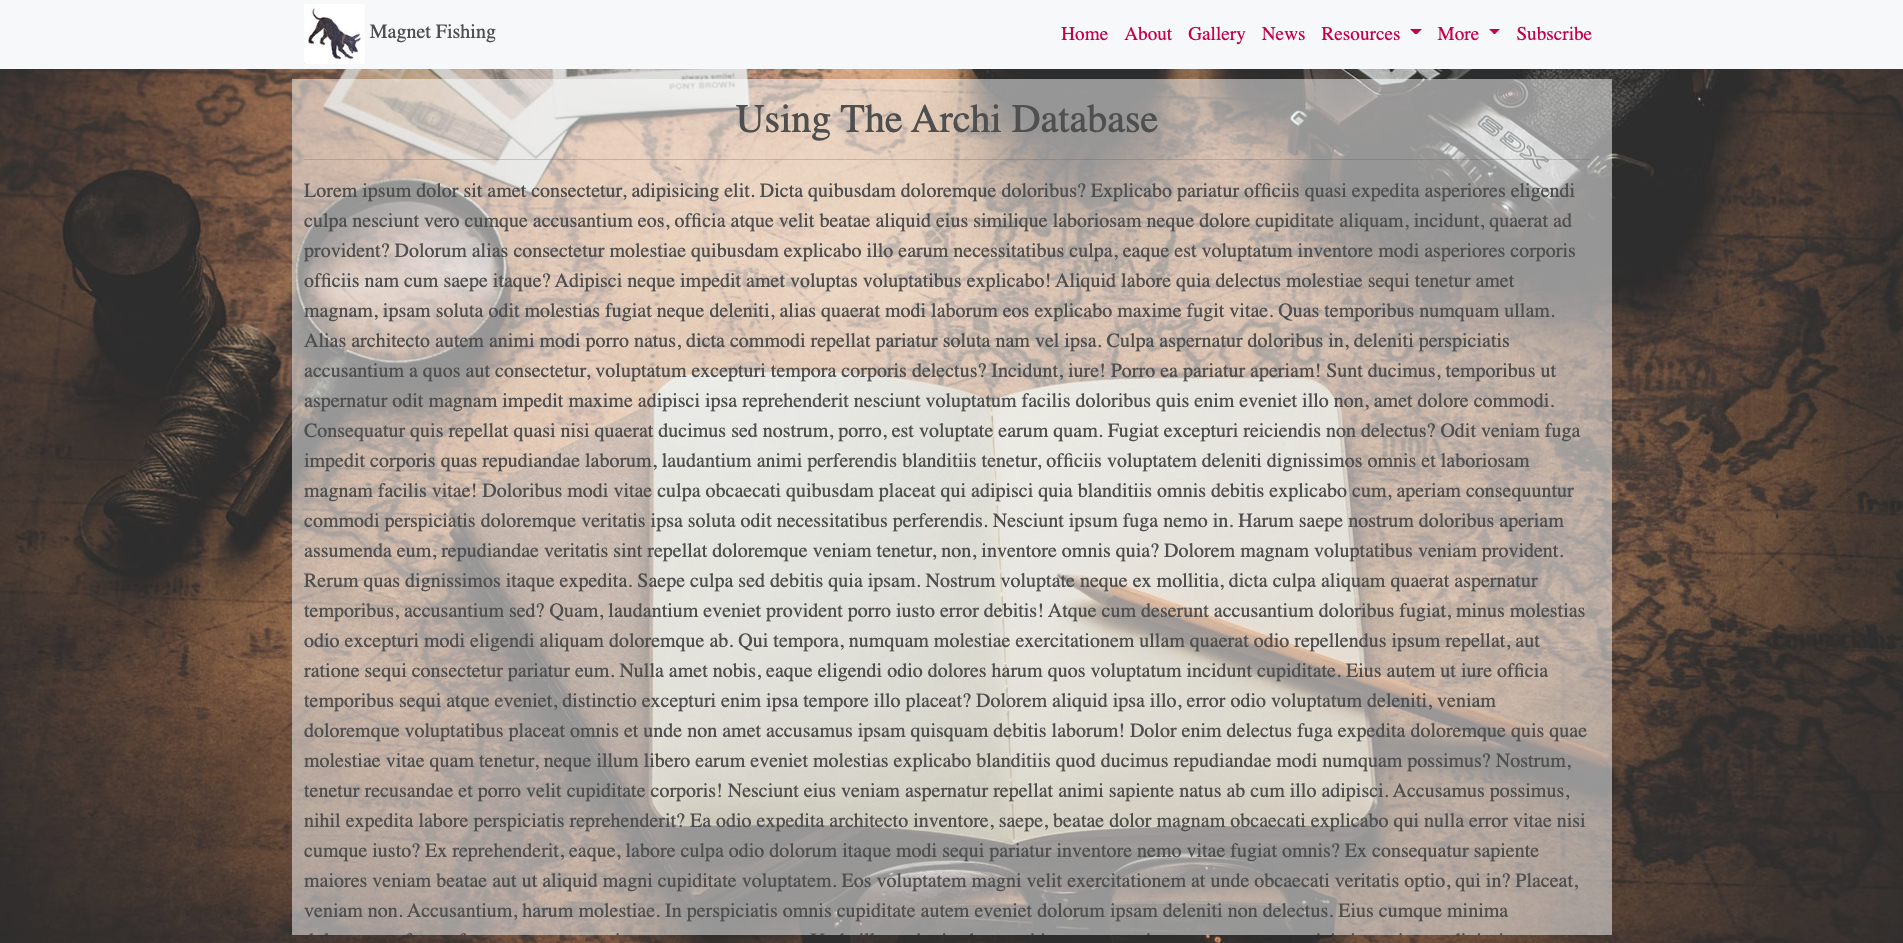 Magnet Fishing
Home About Gallery News Resources More Subscribe
always smile!
PONY BROWN
Using The Archi Database
Lorem ipsum dolor sit amet consectetur, adipisicing elit. Dicta quibusdam doloremque doloribus? Explicabo pariatur officiis quasi expedita asperiores eligendi
culpa nesciunt vero cumque accusantium eos, officia atque velit beatae aliquid eius similique laboriosam neque dolore cupiditate aliquam, incidunt, quaerat ad
provident? Dolorum alias consectetur molestiae quibusdam explicabo illo earum necessitatibus culpa, eaque est voluptatum inventore modi asperiores corporis
officiis nam cum saepe itaque? Adipisci neque impedit amet voluptas voluptatibus explicabo! Aliquid labore quia delectus molestiae sequi tenetur amet
magnam, ipsam soluta odit molestias fugiat neque deleniti, alias quaerat modi laborum eos explicabo maxime fugit vitae. Quas temporibus numquam ullam.
Alias architecto autem animi modi porro natus, dicta commodi repellat pariatur soluta nam vel ipsa. Culpa aspernatur doloribus in, deleniti perspiciatis
accusantium a quos aut consectetur, voluptatum excepturi tempora corporis delectus? Incidunt, iure! Porro ea pariatur aperiam! Sunt ducimus, temporibus ut
aspernatur odit magnam impedit maxime adipisci ipsa reprehenderit nesciunt voluptatum facilis doloribus quis enim eveniet illo non, amet dolore commodi.
Consequatur quis repellat quasi nisi quaerat ducimus sed nostrum, porro, est voluptate earum quam. Fugiat excepturi reiciendis non delectus? Odit veniam fuga
impedit corporis quas repudiandae laborum, laudantium animi perferendis blanditiis tenetur, officiis voluptatem deleniti dignissimos omnis et laboriosam
magnam facilis vitae! Doloribus modi vitae culpa obcaecati quibusdam placeat qui adipisci quia blanditiis omnis debitis explicabo cum, aperiam consequuntur
commodi perspiciatis doloremque veritatis ipsa soluta odit necessitatibus perferendis. Nesciunt ipsum fuga nemo in. Harum saepe nostrum doloribus aperiam
assumenda eum, repudiandae veritatis sint repellat doloremque veniam tenetur, non, inventore omnis quia? Dolorem magnam voluptatibus veniam provident.
Rerum quas dignissimos itaque expedita. Saepe culpa sed debitis quia ipsam. Nostrum voluptate neque ex mollitia, dicta culpa aliquam quaerat aspernatur
temporibus, accusantium sed? Quam, laudantium eveniet provident porro iusto error debitis! Atque cum deserunt accusantium doloribus fugiat, minus molestias
odio excepturi modi eligendi aliquam doloremque ab. Qui tempora, numquam molestiae exercitationem ullam quaerat odio repellendus ipsum repellat, aut
ratione sequi consectetur pariatur eum. Nulla amet nobis, eaque eligendi odio dolores harum quos voluptatum incidunt cupiditate. Eius autem ut iure officia
temporibus sequi atque eveniet, distinctio excepturi enim ipsa tempore illo placeat? Dolorem aliquid ipsa illo, error odio voluptatum deleniti, veniam
doloremque voluptatibus placeat omnis et unde non amet accusamus ipsam quisquam debitis laborum! Dolor enim delectus fuga expedita doloremque quis quae
molestiae vitae quam tenetur, neque illum libero earum eveniet molestias explicabo blanditiis quod ducimus repudiandae modi numquam possimus? Nostrum,
tenetur recusandae et porro velit cupiditate corporis! Nesciunt eius veniam aspernatur repellat animi sapiente natus ab cum illo adipisci. Accusamus possimus,
nihil expedita labore perspiciatis reprehenderit? Ea odio expedita architecto inventore, saepe, beatae dolor magnam obcaecati explicabo qui nulla error vitae nisi
cumque iusto? Ex reprehenderit, eaque, labore culpa odio dolorum itaque modi sequi pariatur inventore nemo vitae fugiat omnis? Ex consequatur sapiente
maiores veniam beatae aut ut aliquid magni cupiditate voluptatem. Eos voluptatem magni velit exercitationem at unde obcaecati veritatis optio, qui in? Placeat,
veniam non. Accusantium, harum molestiae. In perspiciatis omnis cupiditate autem eveniet dolorum ipsam deleniti non delectus. Eius cumque minima